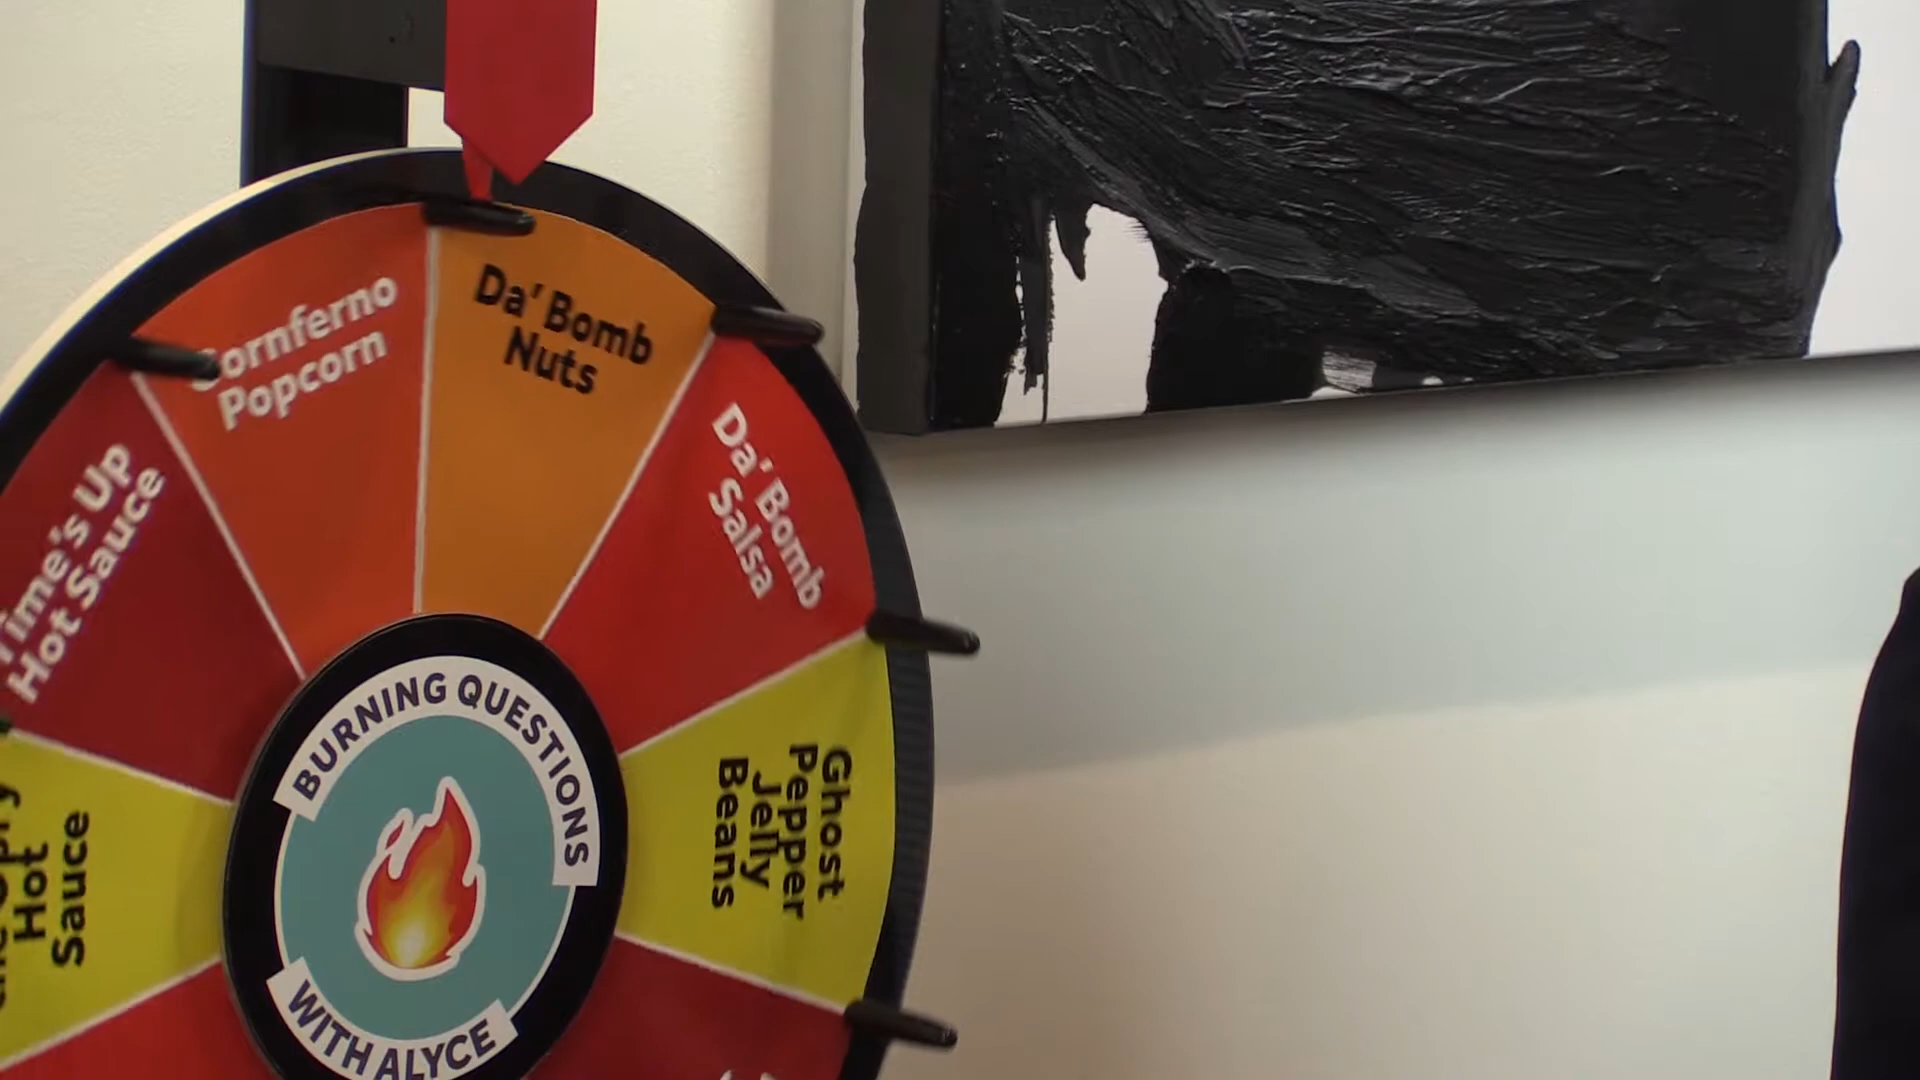 Cornferno
Popcorn
Da' Bomb
Nuts
Da' Bomb
Salsa
Time's Up
Hot Sauce
Ghost
Pepper
Jelly
Beans
Hot
Sauce
BURNING QUESTIONS
WITH ALYCE